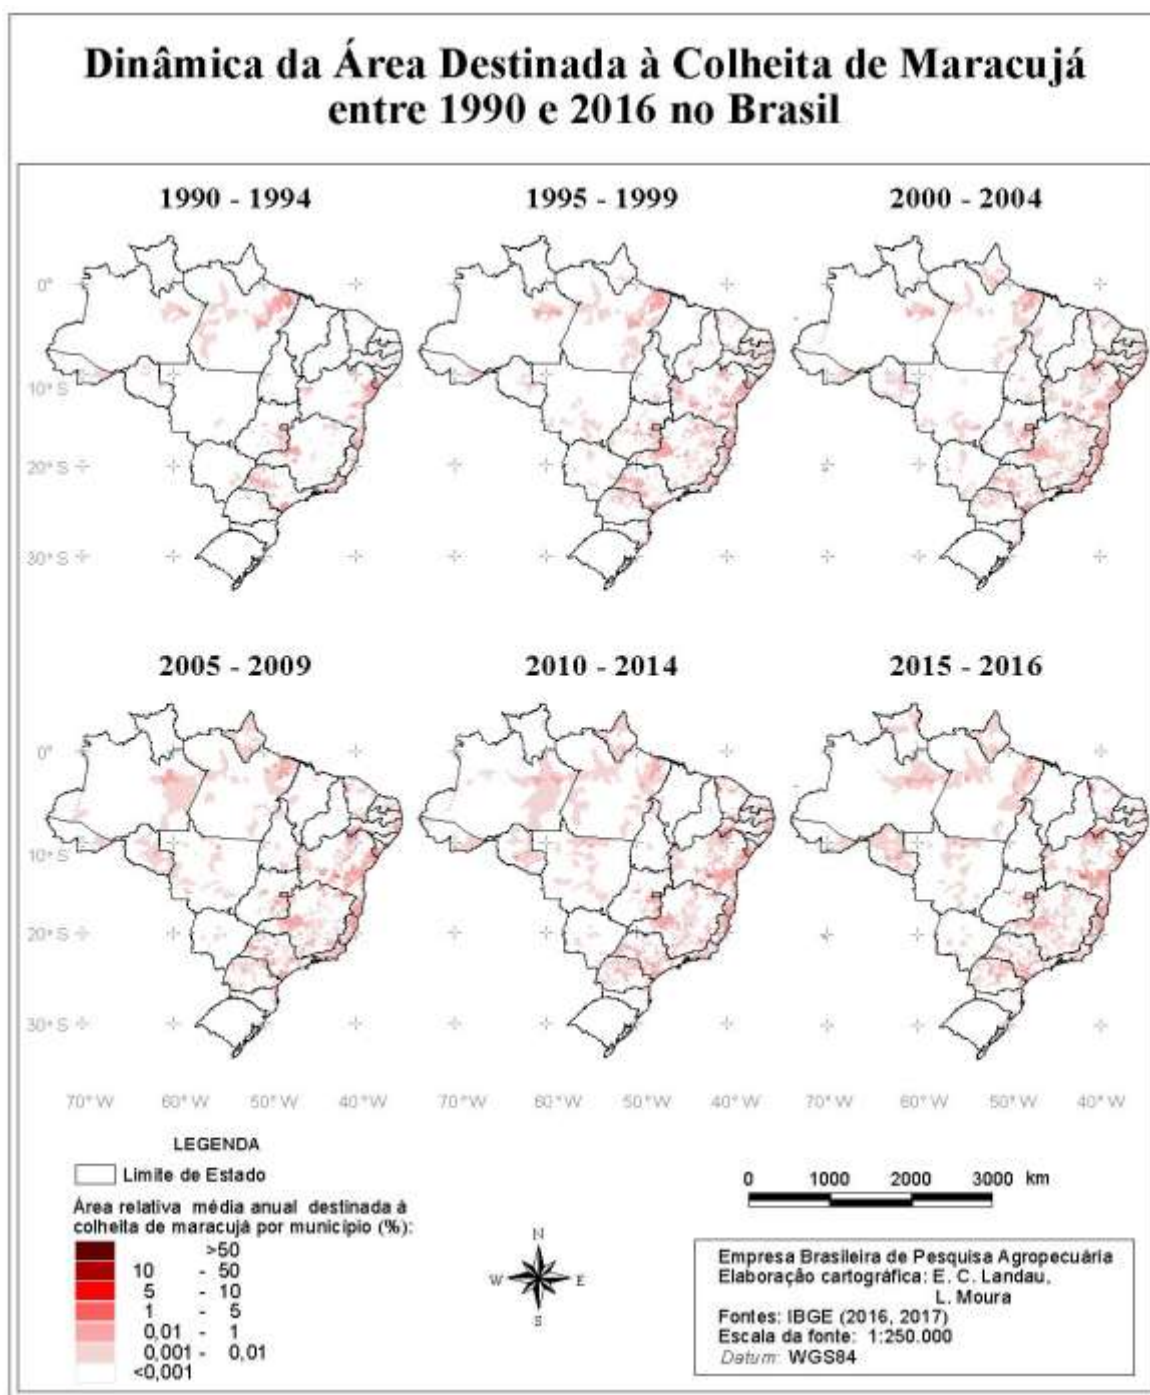 Dinâmica da Área Destinada à Colheita de Maracujá
entre 1990 e 2016 no Brasil
1990 - 1994
1995 - 1999
2000 - 2004
0°
10° S
20° S
30° S
2005 - 2009
2010 - 2014
2015 - 2016
0°
10° S
20° S
30° S
70° W 60° W 50° W 40° W
70° W 60° W 50° W 40° W
70° W 60° W 50° W 40° W
LEGENDA
Limite de Estado
Área relativa média anual destinada à
colheita de maracujá por município (%):
>50
10 - 50
5 - 10
1 - 5
0,01 - 1
0,001 - 0,01
<0,001
N
W E
S
0 1000 2000 3000 km
Empresa Brasileira de Pesquisa Agropecuária
Elaboração cartográfica: E. C. Landau,
L. Moura
Fontes: IBGE (2016, 2017)
Escala da fonte: 1:250.000
Datum: WGS84